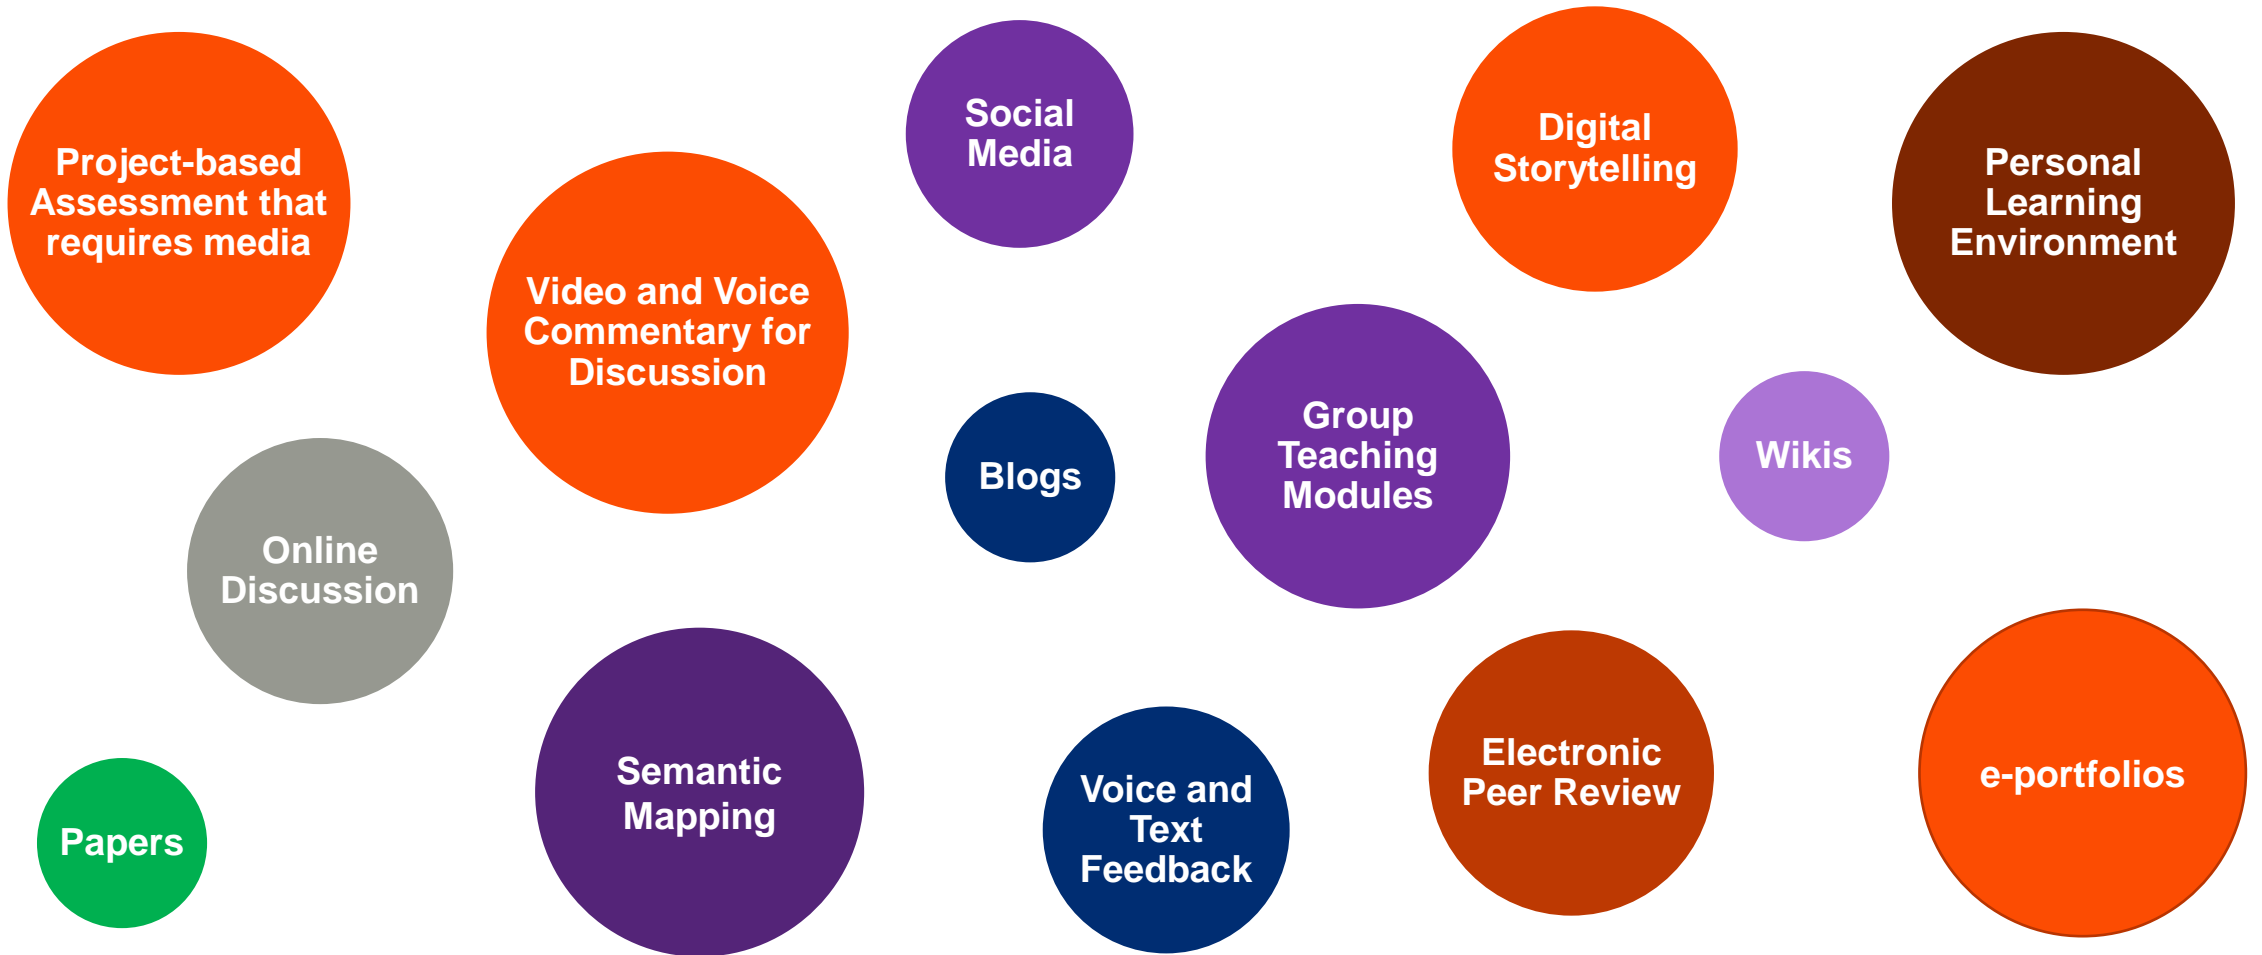 Project-based
Assessment that
requires media
Video and Voice
Commentary for
Discussion
Social
Media
Digital
Storytelling
Personal
Learning
Environment
Online
Discussion
Blogs
Group
Teaching
Modules
Wikis
Papers
Semantic
Mapping
Voice and
Text
Feedback
Electronic
Peer Review
e-portfolios